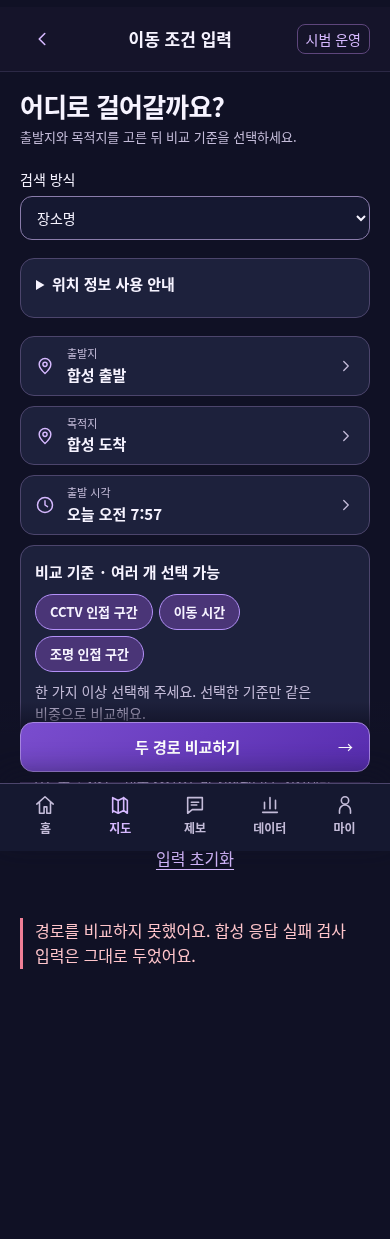 이동 조건 입력
시범 운영
어디로 걸어갈까요?
출발지와 목적지를 고른 뒤 비교 기준을 선택하세요.
검색 방식
장소명
위치 정보 사용 안내
출발지
합성 출발
목적지
합성 도착
출발 시각
오늘 오전 7:57
비교 기준 · 여러 개 선택 가능
CCTV 인접 구간
이동 시간
조명 인접 구간
한 가지 이상 선택해 주세요. 선택한 기준만 같은
비중으로 비교해요.
두 경로 비교하기
홈
지도
제보
데이터
마이
입력 초기화
경로를 비교하지 못했어요. 합성 응답 실패 검사
입력은 그대로 두었어요.